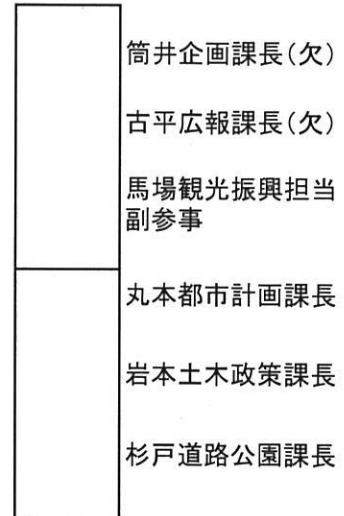 筒井企画課長(欠)
古平広報課長(欠)
馬場観光振興担当
副参事
丸本都市計画課長
岩本土木政策課長
杉戸道路公園課長